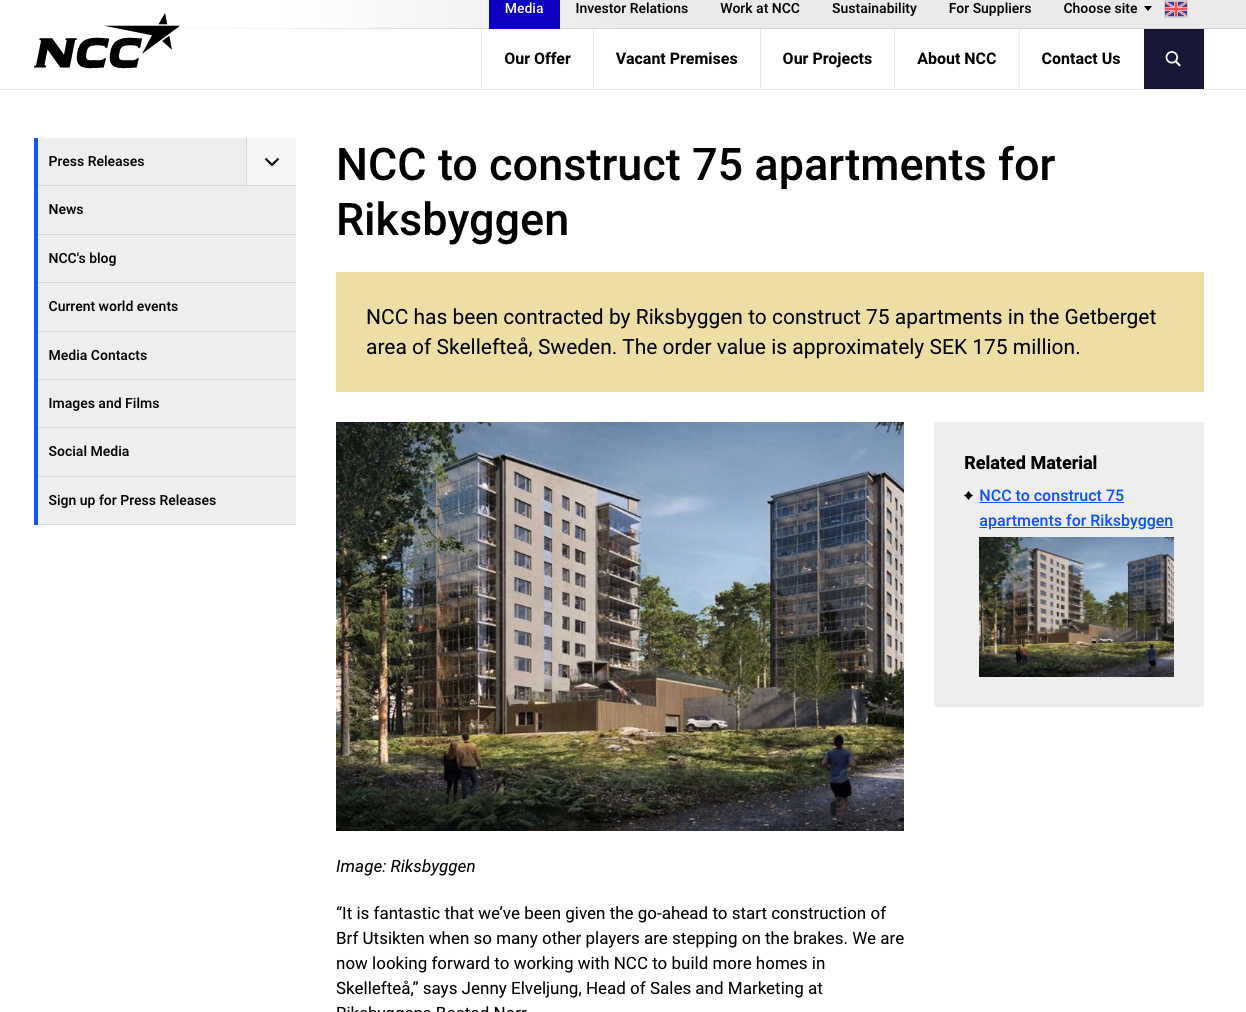 Media
Investor Relations
Work at NCC
Sustainability
For Suppliers
Choose site
NCC
Our Offer
Vacant Premises
Our Projects
About NCC
Contact Us
Press Releases
News
NCC's blog
Current world events
Media Contacts
Images and Films
Social Media
Sign up for Press Releases
NCC to construct 75 apartments for
Riksbyggen
NCC has been contracted by Riksbyggen to construct 75 apartments in the Getberget
area of Skellefteå, Sweden. The order value is approximately SEK 175 million.
Related Material
NCC to construct 75
apartments for Riksbyggen
Image: Riksbyggen
“It is fantastic that we’ve been given the go-ahead to start construction of
Brf Utsikten when so many other players are stepping on the brakes. We are
now looking forward to working with NCC to build more homes in
Skellefteå,” says Jenny Elveljung, Head of Sales and Marketing at